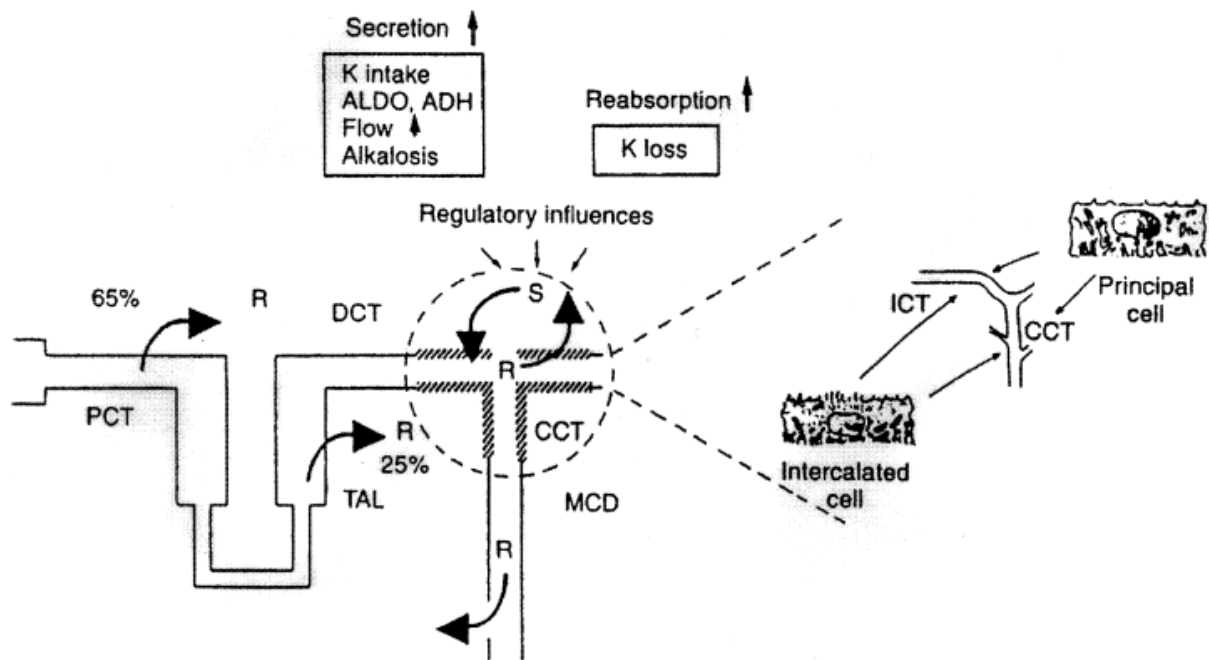 Secretion
K intake
ALDO, ADH
Flow
Alkalosis
Reabsorption
K loss
Regulatory influences
65%
R
DCT
S
R
PCT
R
25%
TAL
CCT
MCD
R
ICT
CCT
Principal
cell
Intercalated
cell